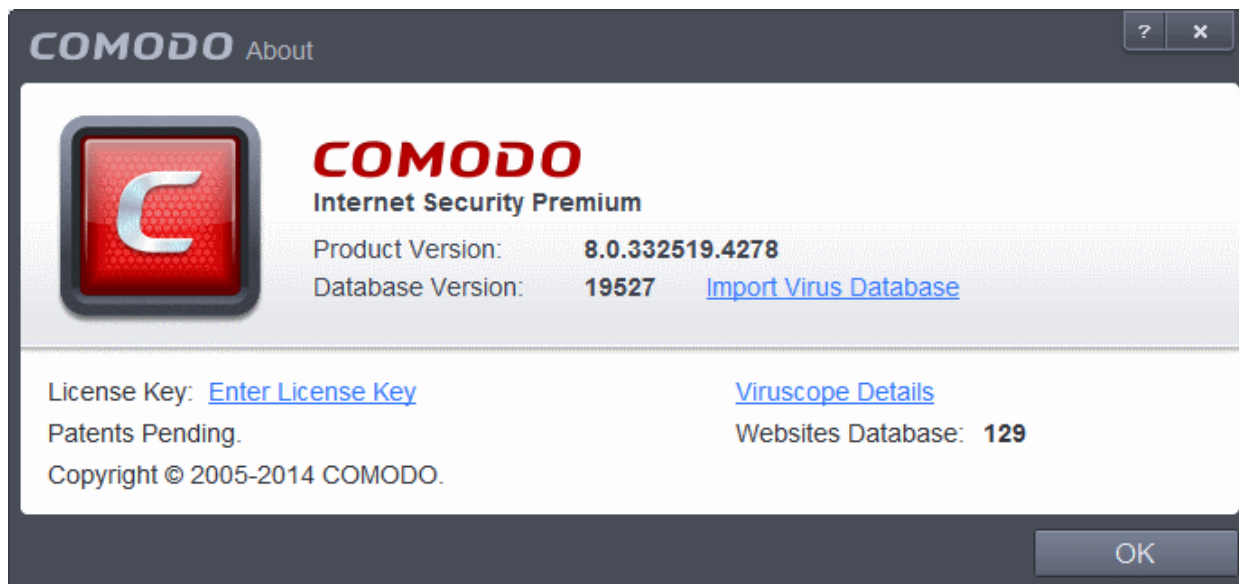 COMODO About
? x
C
COMODO
Internet Security Premium
Product Version: 8.0.332519.4278
Database Version: 19527 Import Virus Database
License Key: Enter License Key
Viruscope Details
Patents Pending.
Websites Database: 129
Copyright © 2005-2014 COMODO.
OK